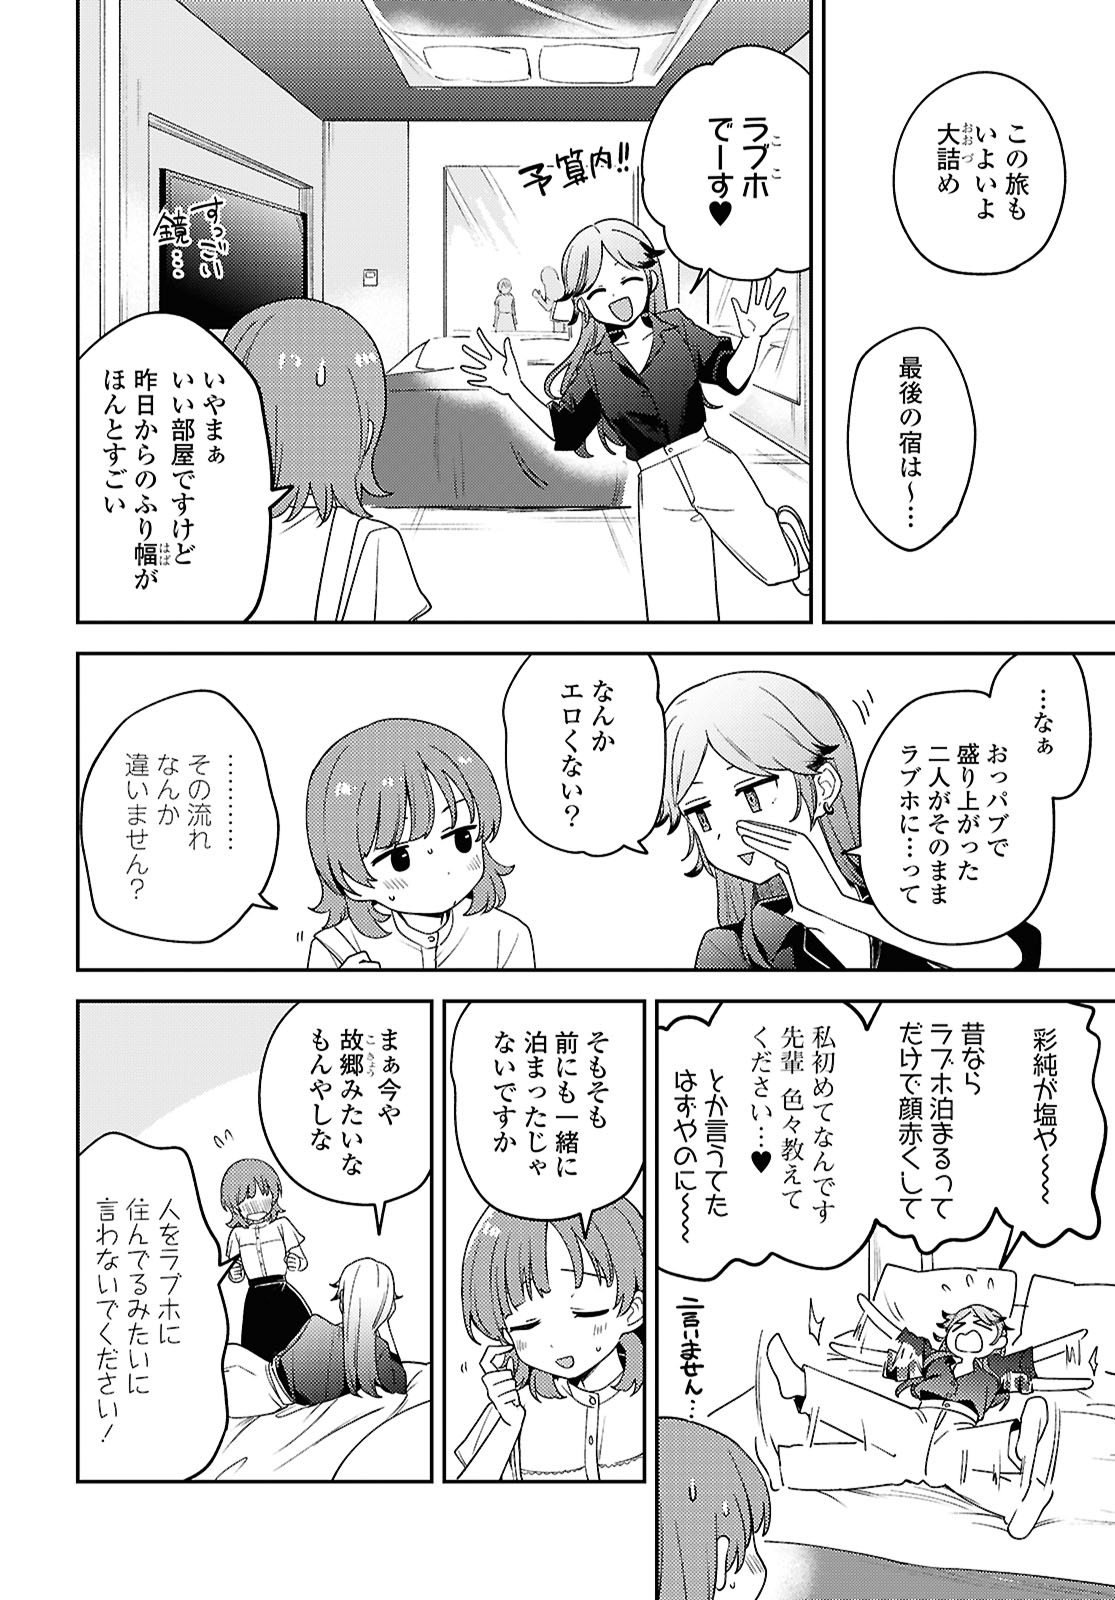 この旅も
いよいよ
大詰め
おおづ
最後の宿は〜…
ラブホ
ここ
でーす♥
予算内!!
すっごい
鏡…
いやまぁ
いい部屋ですけど
昨日からのふり幅が
はば
ほんとすごい
…なぁ
おっパブで
盛り上がった
二人がそのまま
ラブホに…って
なんか
エロくない?
………
その流れ
なんか
違いません?
彩純が塩や〜〜
昔なら
ラブホ泊まるって
だけで顔赤くして
私初めてなんです
先輩 色々教えて
ください…♥
とか言うてた
はずやのに〜〜
言いません…
そもそも
前にも一緒に
泊まったじゃ
ないですか
まぁ今や
故郷みたいな
こきょう
もんやしな
人をラブホに
住んでるみたいに
言わないでください!